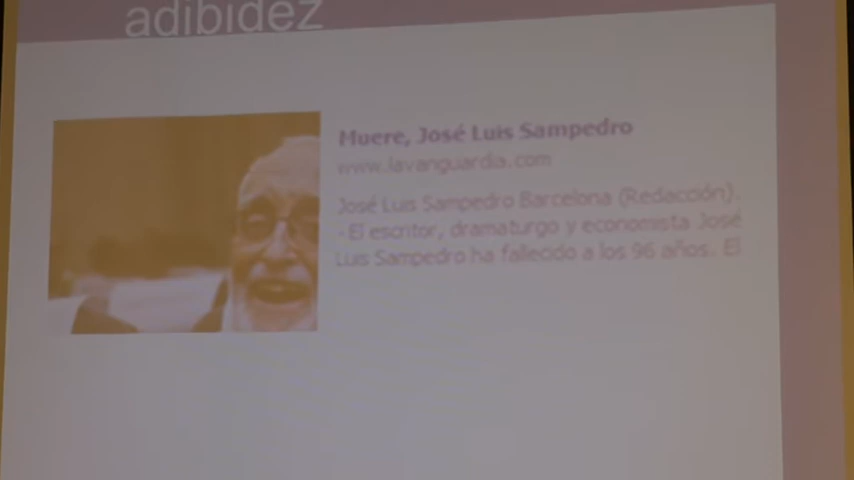 adibidez
Muere, José Luis Sampedro
www.lavanguardia.com
José Luis Sampedro Barcelona (Redacción).
- El escritor, dramaturgo y economista José
Luis Sampedro ha fallecido a los 96 años. El